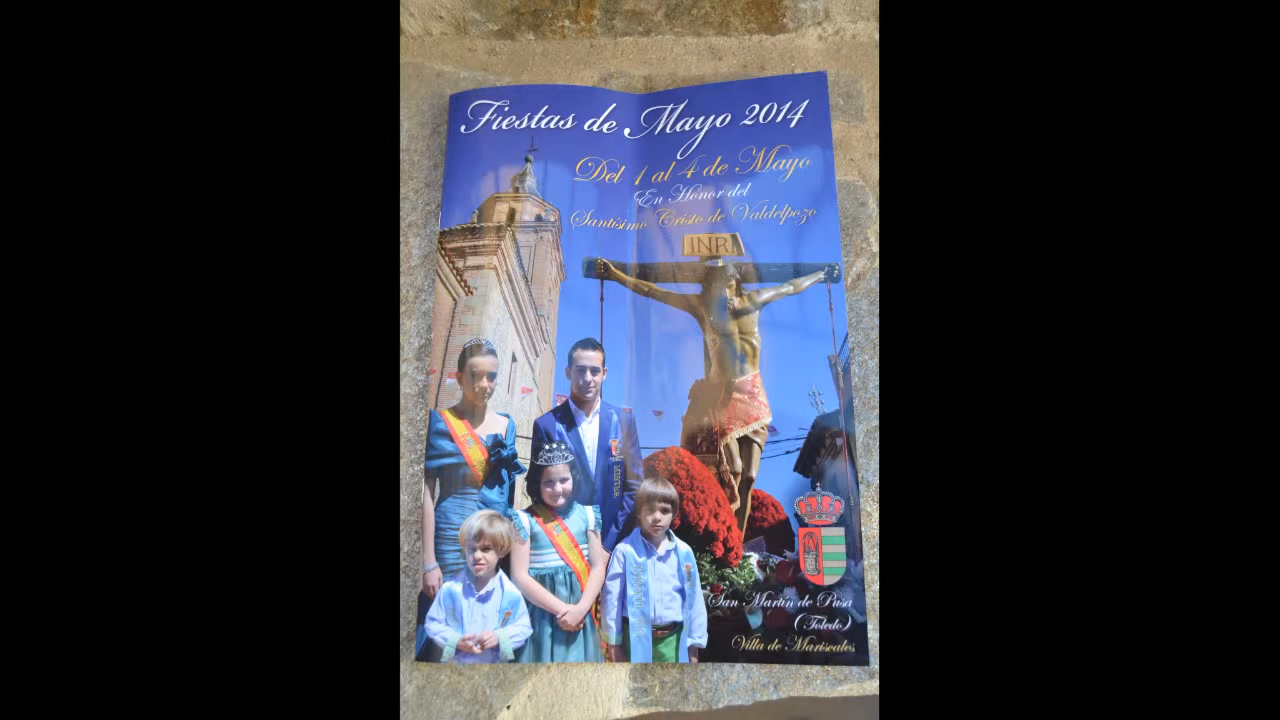 Fiestas de Mayo 2014
Del 1 al 4 de Mayo
En Honor del
Santísimo Cristo de Valdelpozo
INRI
San Martín de Pusa
(Toledo)
Villa de Mariscales